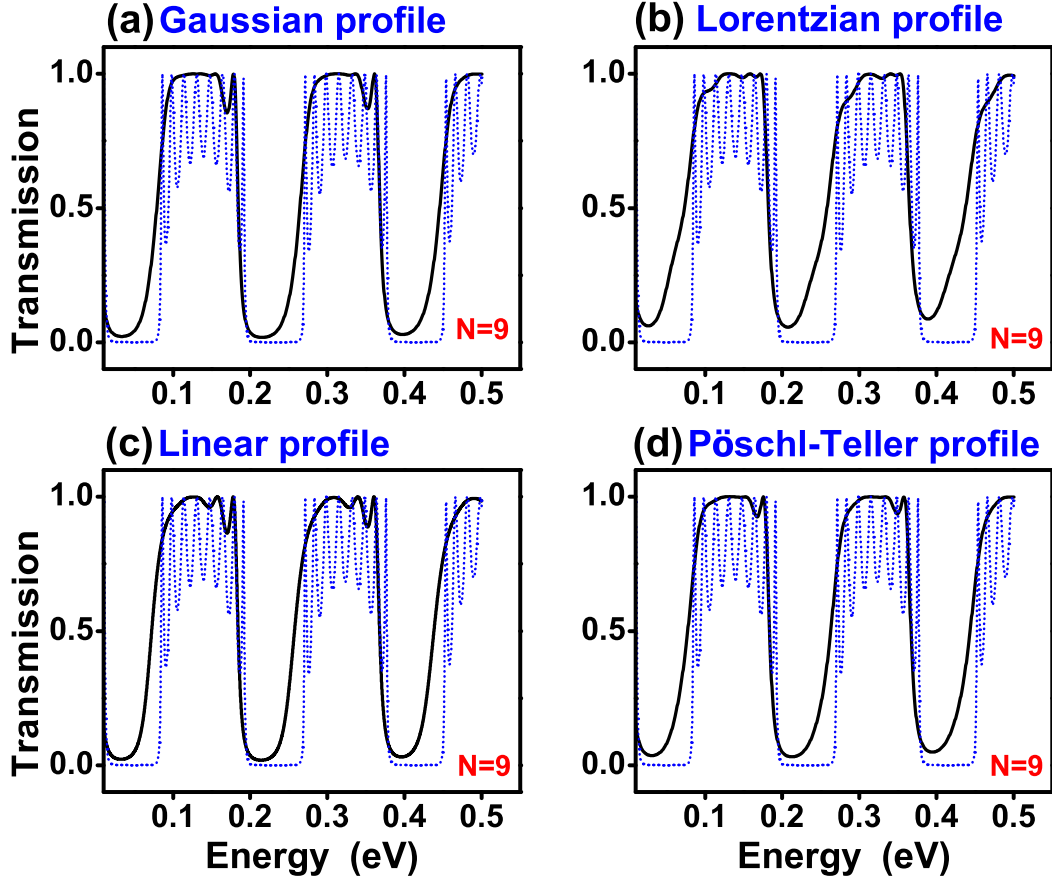 (a) Gaussian profile
(b) Lorentzian profile
Transmission
1.0
0.5
0.0
N=9
0.1 0.2 0.3 0.4 0.5
1.0
0.5
0.0
N=9
0.1 0.2 0.3 0.4 0.5
(c) Linear profile
(d) Pöschl-Teller profile
Transmission
1.0
0.5
0.0
N=9
0.1 0.2 0.3 0.4 0.5
Energy (eV)
1.0
0.5
0.0
N=9
0.1 0.2 0.3 0.4 0.5
Energy (eV)